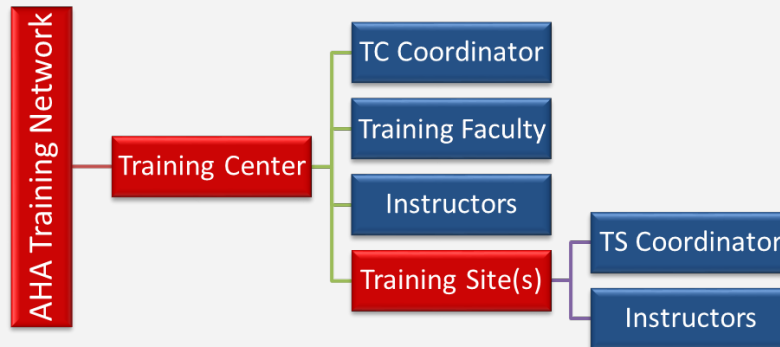 AHA Training Network
Training Center
TC Coordinator
Training Faculty
Instructors
Training Site(s)
TS Coordinator
Instructors